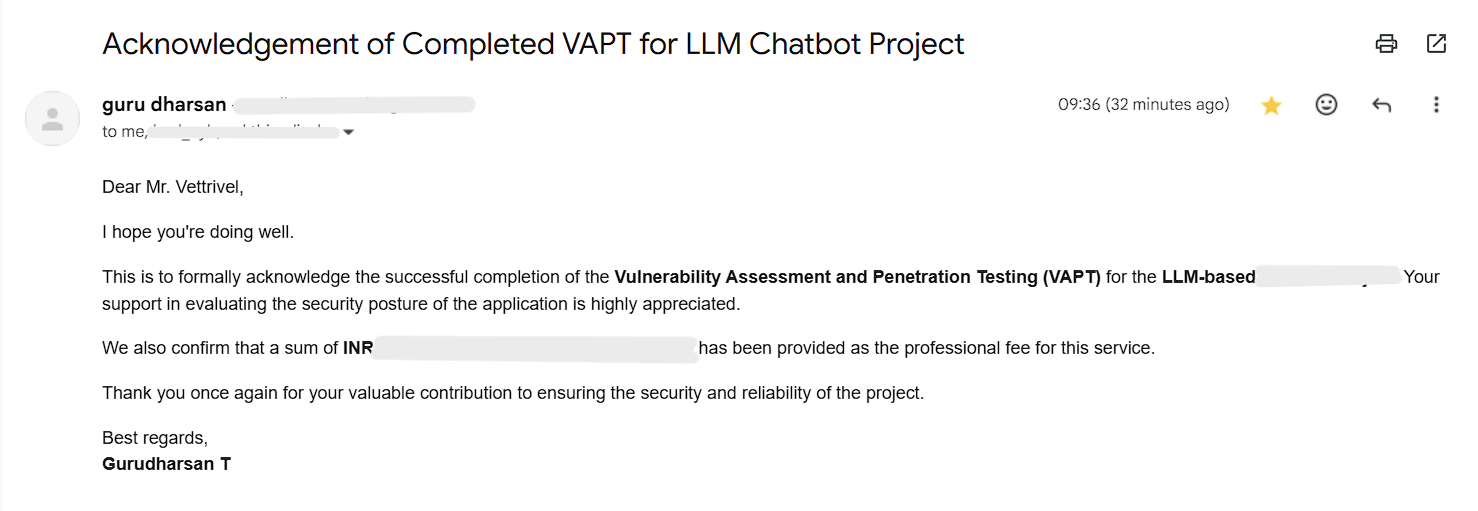 Acknowledgement of Completed VAPT for LLM Chatbot Project
guru dharsan
09:36 (32 minutes ago)
to me,
Dear Mr. Vettrivel,
I hope you're doing well.
This is to formally acknowledge the successful completion of the Vulnerability Assessment and Penetration Testing (VAPT) for the LLM-based Your
support in evaluating the security posture of the application is highly appreciated.
We also confirm that a sum of INR has been provided as the professional fee for this service.
Thank you once again for your valuable contribution to ensuring the security and reliability of the project.
Best regards,
Gurudharsan T